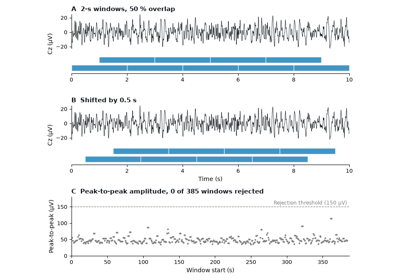 A 2-s windows, 50 % overlap
Cz (µV)
20
0
−20
0 2 4 6 8 10
B Shifted by 0.5 s
Cz (µV)
20
0
−20
0 2 4 6 8 10
Time (s)
C Peak-to-peak amplitude, 0 of 385 windows rejected
Rejection threshold (150 µV)
Peak-to-peak (µV)
150
100
50
0
0 50 100 150 200 250 300 350
Window start (s)